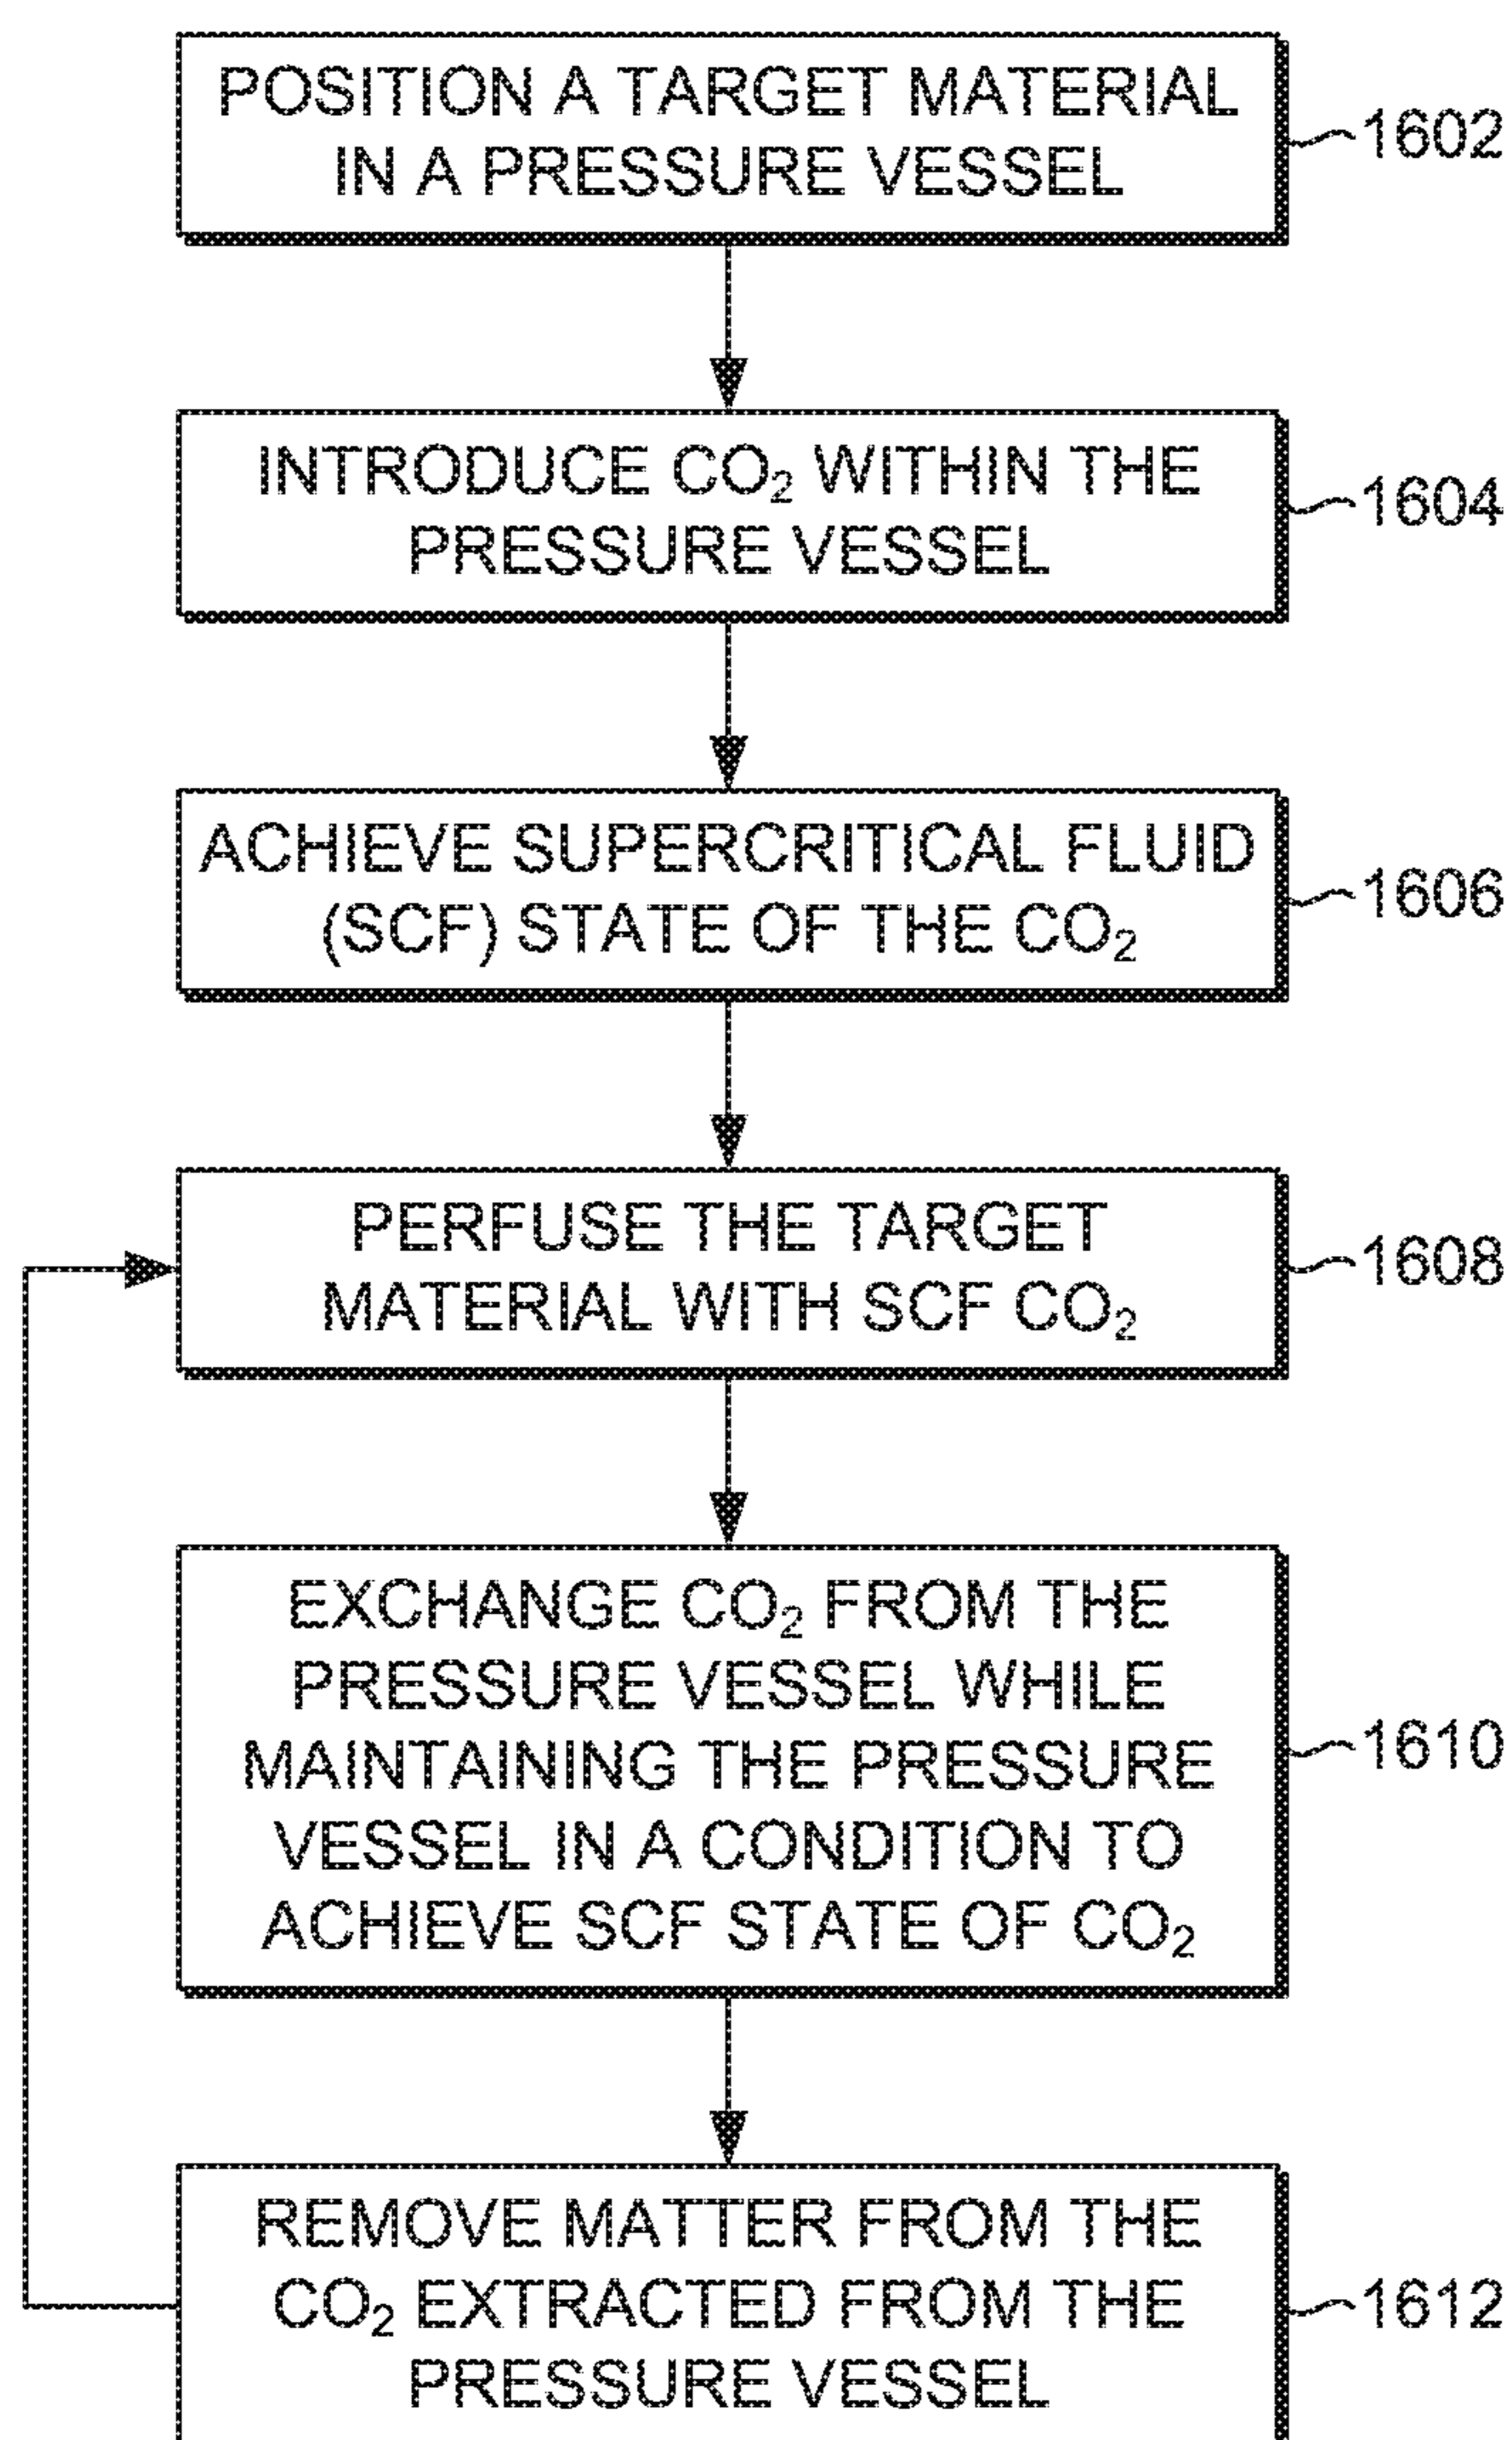 POSITION A TARGET MATERIAL
IN A PRESSURE VESSEL
1602
INTRODUCE CO₂ WITHIN THE
PRESSURE VESSEL
1604
ACHIEVE SUPERCRITICAL FLUID
(SCF) STATE OF THE CO₂
1606
PERFUSE THE TARGET
MATERIAL WITH SCF CO₂
1608
EXCHANGE CO₂ FROM THE
PRESSURE VESSEL WHILE
MAINTAINING THE PRESSURE
VESSEL IN A CONDITION TO
ACHIEVE SCF STATE OF CO₂
1610
REMOVE MATTER FROM THE
CO₂ EXTRACTED FROM THE
PRESSURE VESSEL
1612